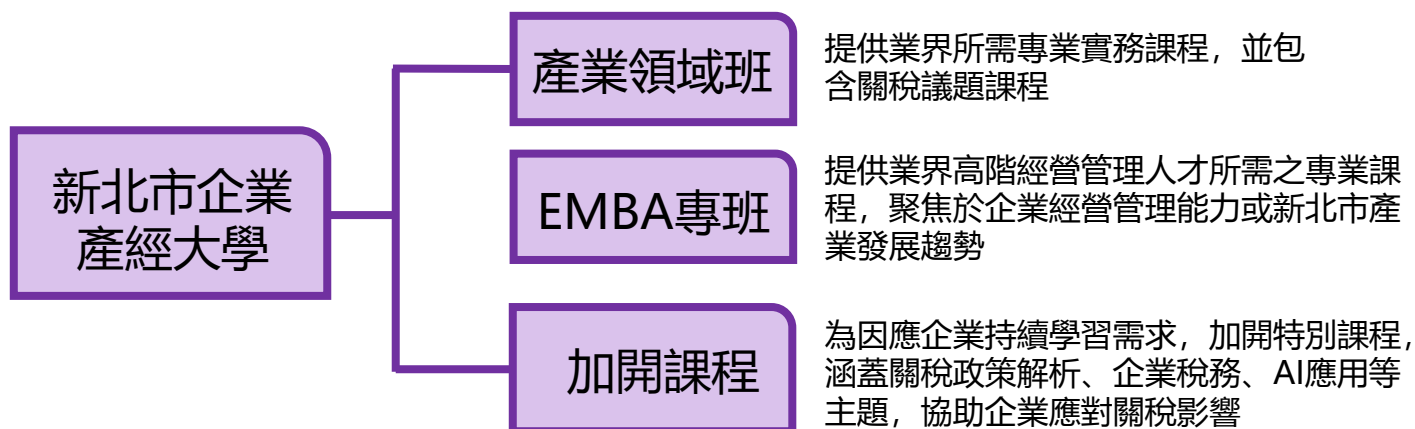 新北市企業
產經大學
產業領域班
提供業界所需專業實務課程，並包
含關稅議題課程
EMBA專班
提供業界高階經營管理人才所需之專業課
程，聚焦於企業經營管理能力或新北市產
業發展趨勢
加開課程
為因應企業持續學習需求，加開特別課程，
涵蓋關稅政策解析、企業稅務、AI應用等
主題，協助企業應對關稅影響